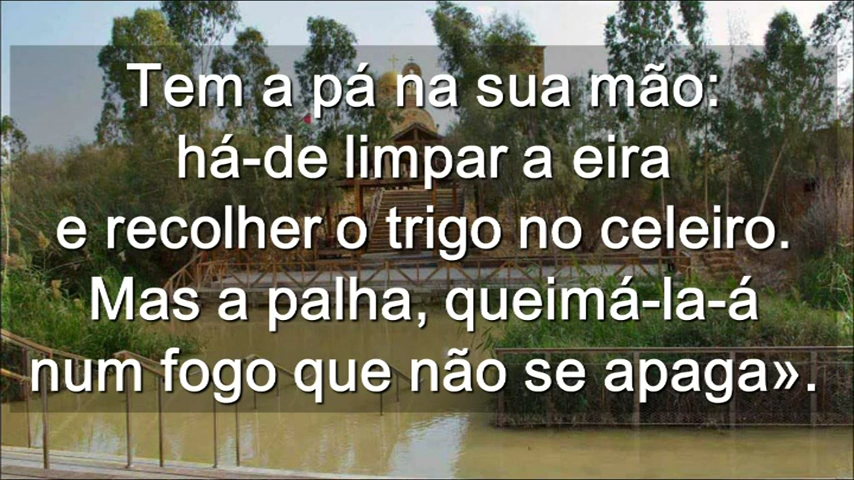 Tem a pá na sua mão:
há-de limpar a eira
e recolher o trigo no celeiro.
Mas a palha, queimá-la-á
num fogo que não se apaga».